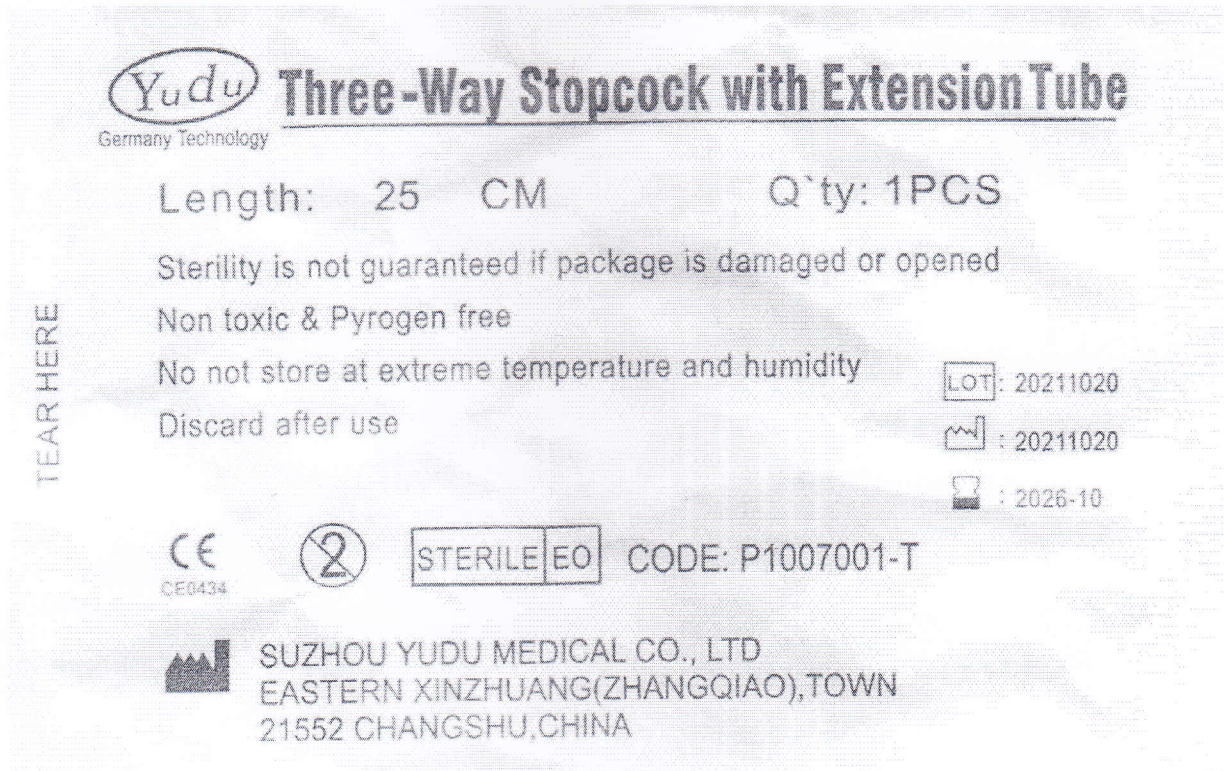 Yudu
Germany Technology
Three-Way Stopcock with Extension Tube
Length: 25 CM Q`ty: 1PCS
Sterility is not guaranteed if package is damaged or opened
Non toxic & Pyrogen free
No not store at extreme temperature and humidity
Discard after use
TEAR HERE
LOT: 20211020
: 20211020
: 2026-10
CE
CE0434
2
STERILE EO
CODE: P1007001-T
SUZHOU YUDU MEDICAL CO., LTD
EASTERN XINZHUANG(ZHANGQIAO),TOWN
21552 CHANGSHU,CHINA